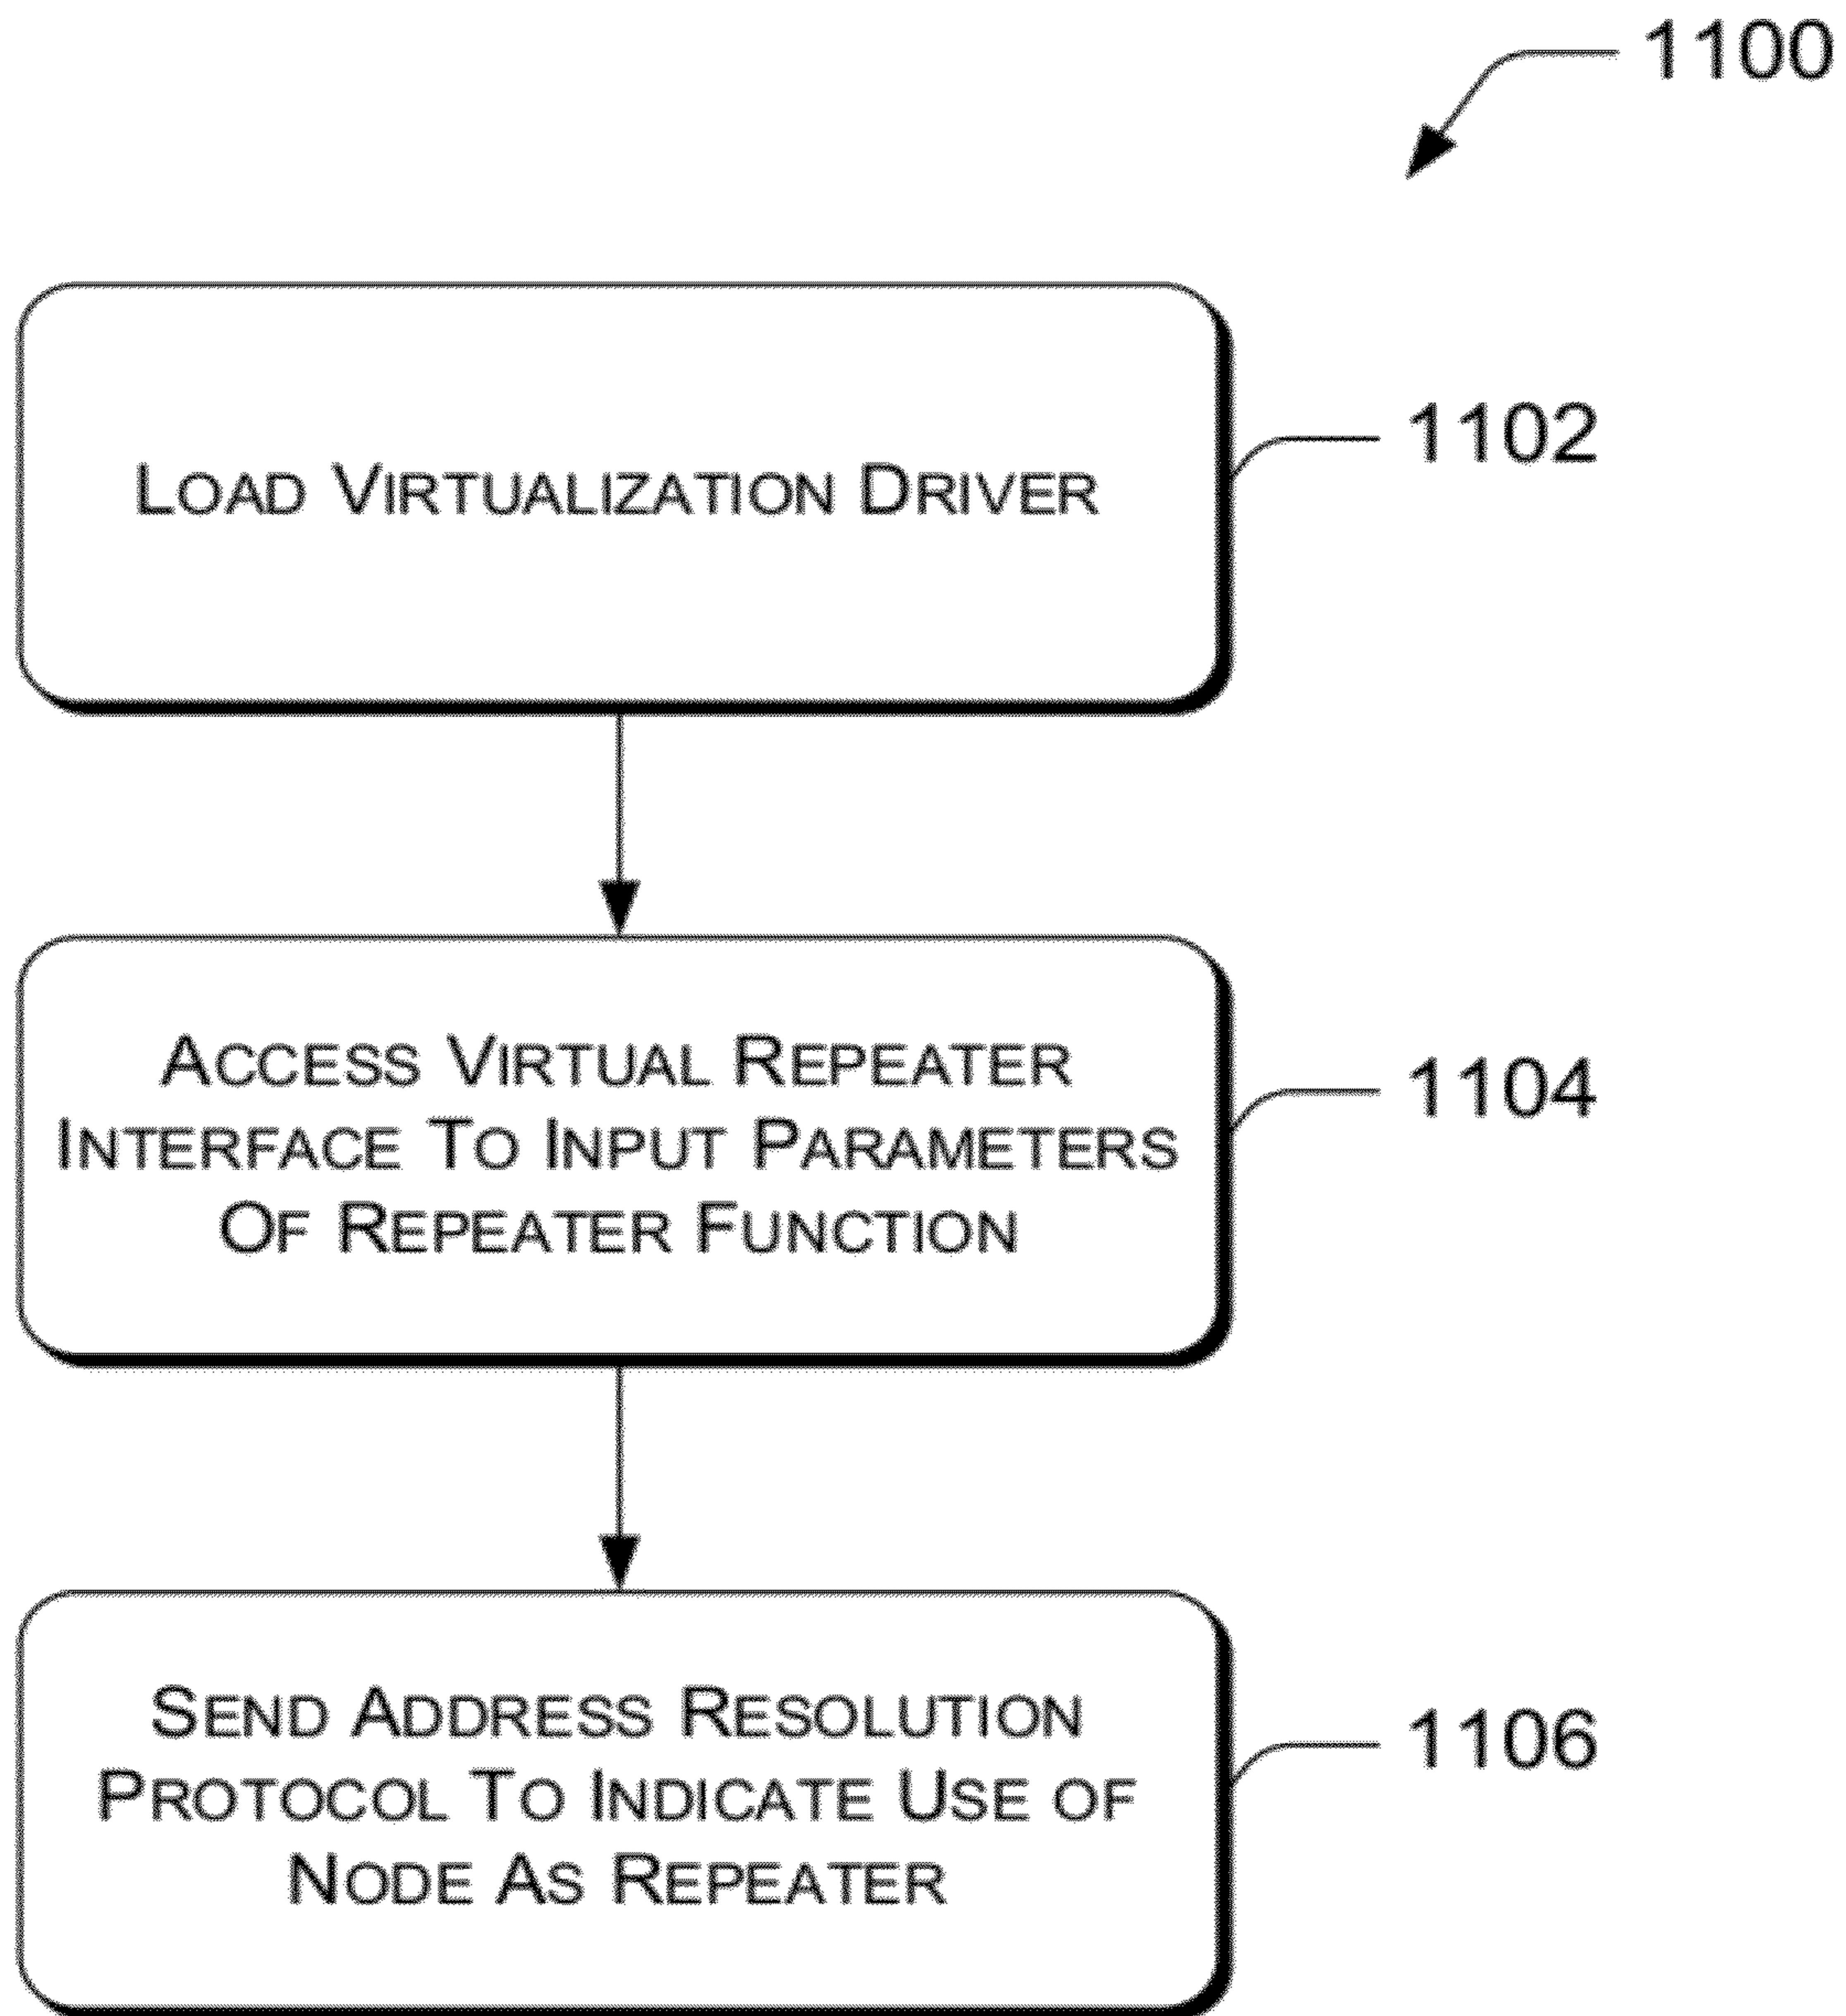 1100
LOAD VIRTUALIZATION DRIVER
1102
ACCESS VIRTUAL REPEATER
INTERFACE TO INPUT PARAMETERS
OF REPEATER FUNCTION
1104
SEND ADDRESS RESOLUTION
PROTOCOL TO INDICATE USE OF
NODE AS REPEATER
1106